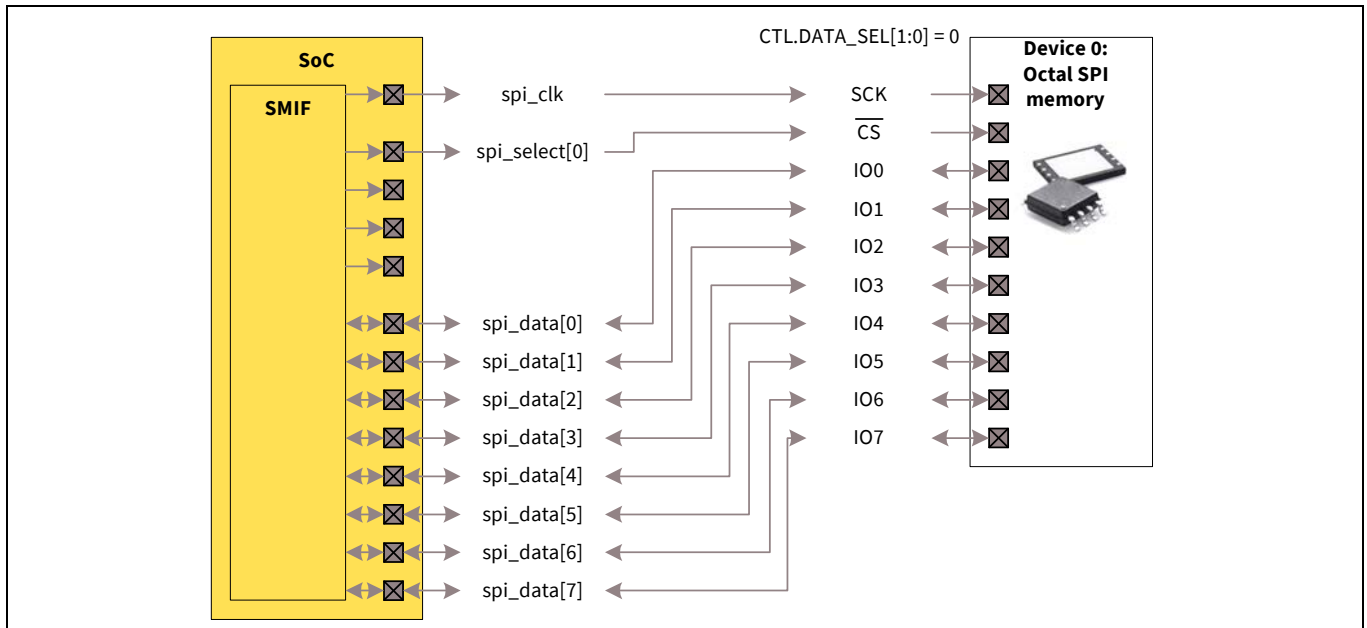 CTL.DATA_SEL[1:0] = 0
SoC
SMIF
Device 0:
Octal SPI
memory
spi_clk
SCK
spi_select[0]
CS
IO0
IO1
IO2
IO3
IO4
IO5
IO6
IO7
spi_data[0]
spi_data[1]
spi_data[2]
spi_data[3]
spi_data[4]
spi_data[5]
spi_data[6]
spi_data[7]